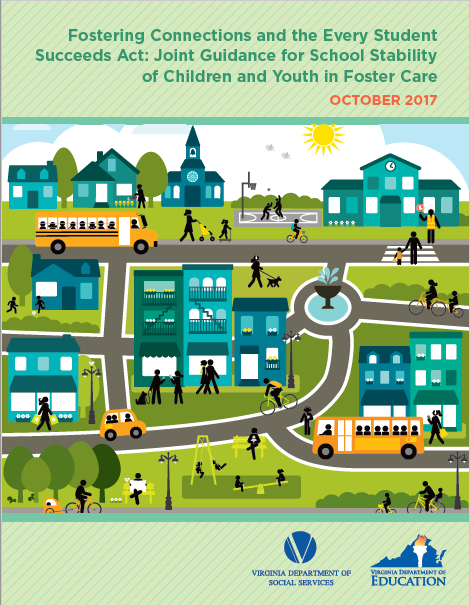 Fostering Connections and the Every Student
Succeeds Act: Joint Guidance for School Stability
of Children and Youth in Foster Care
OCTOBER 2017
VIRGINIA DEPARTMENT OF
SOCIAL SERVICES
VIRGINIA DEPARTMENT OF
EDUCATION